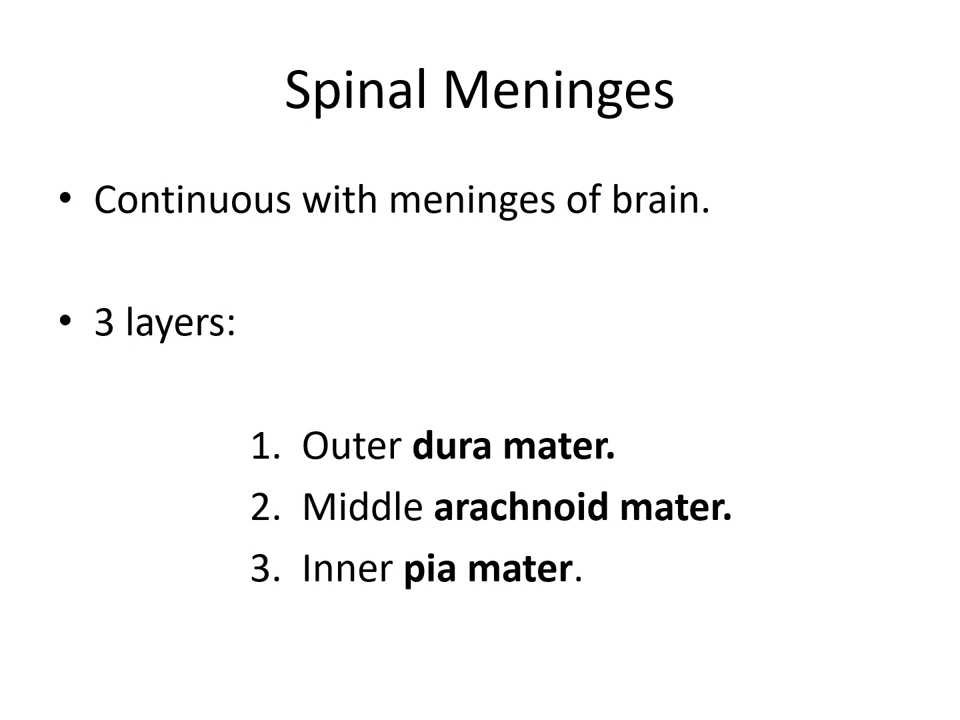 Spinal Meninges
• Continuous with meninges of brain.
• 3 layers:
1. Outer dura mater.
2. Middle arachnoid mater.
3. Inner pia mater.